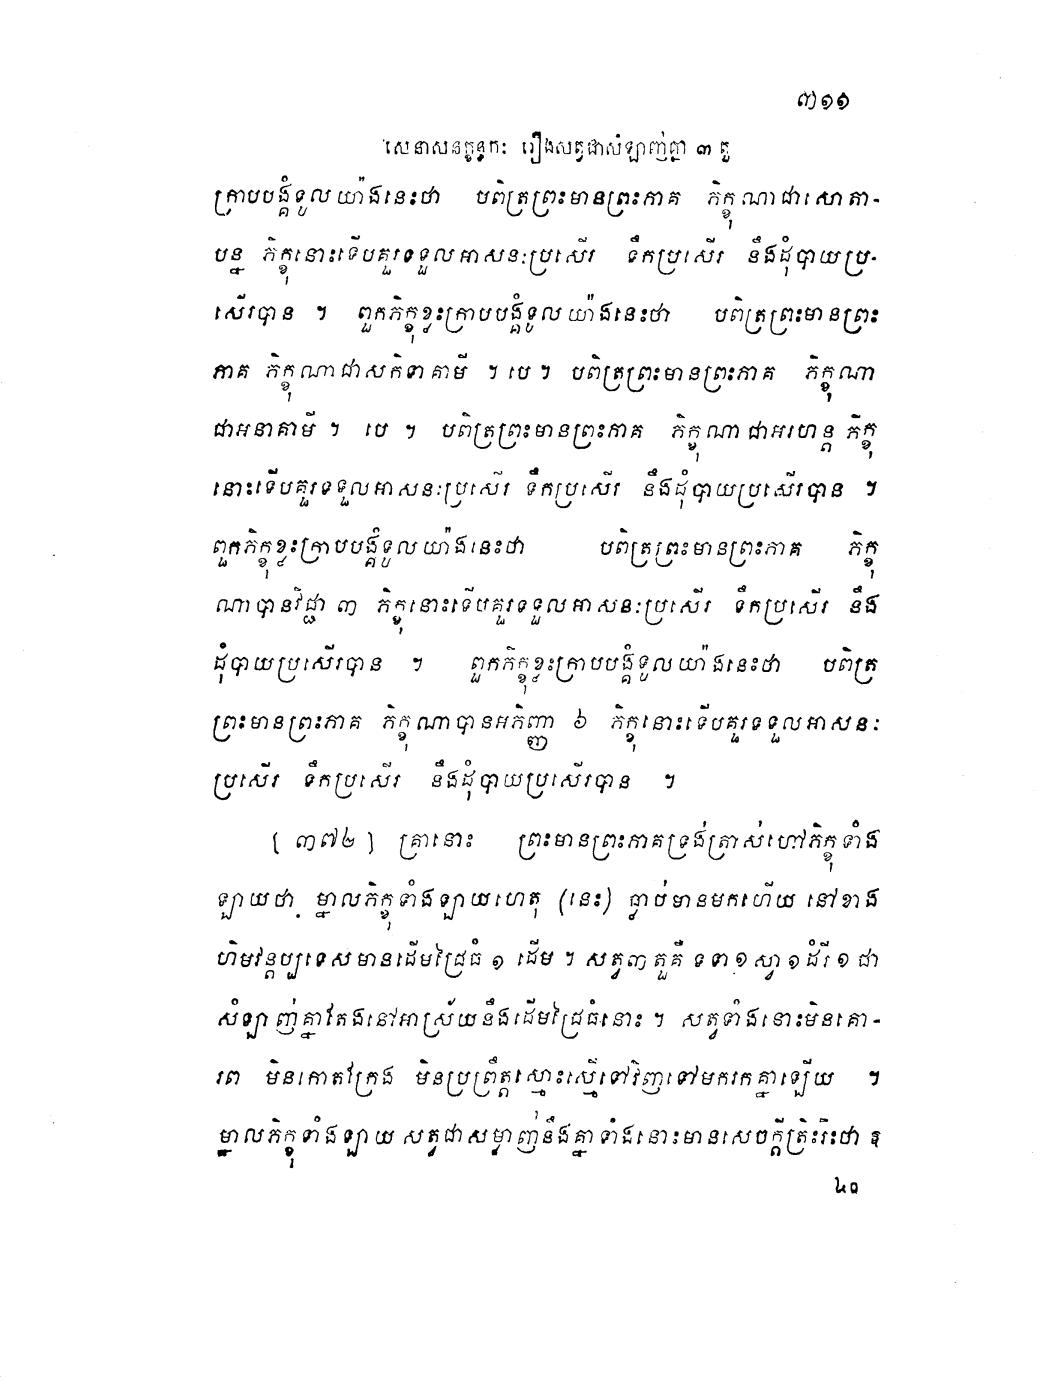 ៣១១
សេនាសនក្ខន្ធកៈ រឿងសត្វជាសំឡាញ់គ្នា ៣ តួ
ក្រាបបង្គំទូលយ៉ាងនេះថា បពិត្រព្រះមានព្រះភាគ ភិក្ខុណាជាសោតា-
បន្ន ភិក្ខុនោះទើបគួរទទួលអាសនៈប្រសើរ ទឹកប្រសើរ នឹងដុំបាយប្រ-
សើរបាន ។ ពួកភិក្ខុខ្លះក្រាបបង្គំទូលយ៉ាងនេះថា បពិត្រព្រះមានព្រះ
ភាគ ភិក្ខុណាជាសកិទាគាមី ។ បេ ។ បពិត្រព្រះមានព្រះភាគ ភិក្ខុណា
ជាអនាគាមី ។ បេ ។ បពិត្រព្រះមានព្រះភាគ ភិក្ខុណាជាអរហន្ត ភិក្ខុ
នោះទើបគួរទទួលអាសនៈប្រសើរ ទឹកប្រសើរ នឹងដុំបាយប្រសើរបាន ។
ពួកភិក្ខុខ្លះក្រាបបង្គំទូលយ៉ាងនេះថា បពិត្រព្រះមានព្រះភាគ ភិក្ខុ
ណាបានវិជ្ជា ៣ ភិក្ខុនោះទើបគួរទទួលអាសនៈប្រសើរ ទឹកប្រសើរ នឹង
ដុំបាយប្រសើរបាន ។ ពួកភិក្ខុខ្លះក្រាបបង្គំទូលយ៉ាងនេះថា បពិត្រ
ព្រះមានព្រះភាគ ភិក្ខុណាបានអភិញ្ញា ៦ ភិក្ខុនោះទើបគួរទទួលអាសនៈ
ប្រសើរ ទឹកប្រសើរ នឹងដុំបាយប្រសើរបាន ។
[ ៣៧២ ] គ្រានោះ ព្រះមានព្រះភាគទ្រង់ត្រាស់ហៅភិក្ខុទាំង
ឡាយថា ម្នាលភិក្ខុទាំងឡាយហេតុ (នេះ) ធ្លាប់មានមកហើយ នៅខាង
ហិមវន្តប្បទេសមានដើមជ្រៃធំ ១ ដើម ។ សត្វ៣តួគឺ ទទា១ស្វា១ដំរី១ជា
សំឡាញ់គ្នាតែងនៅអាស្រ័យនឹងដើមជ្រៃធំនោះ ។ សត្វទាំងនោះមិនគោ-
រព មិនកោតក្រែង មិនប្រព្រឹត្តស្មោះស្មើទៅវិញទៅមករកគ្នាឡើយ ។
ម្នាលភិក្ខុទាំងឡាយ សត្វជាសម្លាញ់នឹងគ្នាទាំងនោះមានសេចក្តីត្រិះរិះថា ឱ
៤០